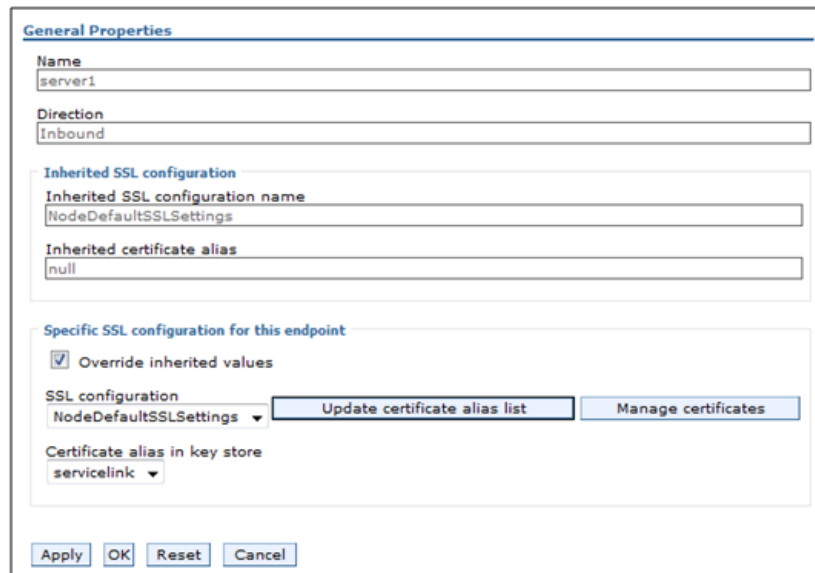 General Properties
Name
server1
Direction
Inbound
Inherited SSL configuration
Inherited SSL configuration name
NodeDefaultSSLSettings
Inherited certificate alias
null
Specific SSL configuration for this endpoint
Override inherited values
SSL configuration
NodeDefaultSSLSettings Update certificate alias list Manage certificates
Certificate alias in key store
servicelink
Apply OK Reset Cancel